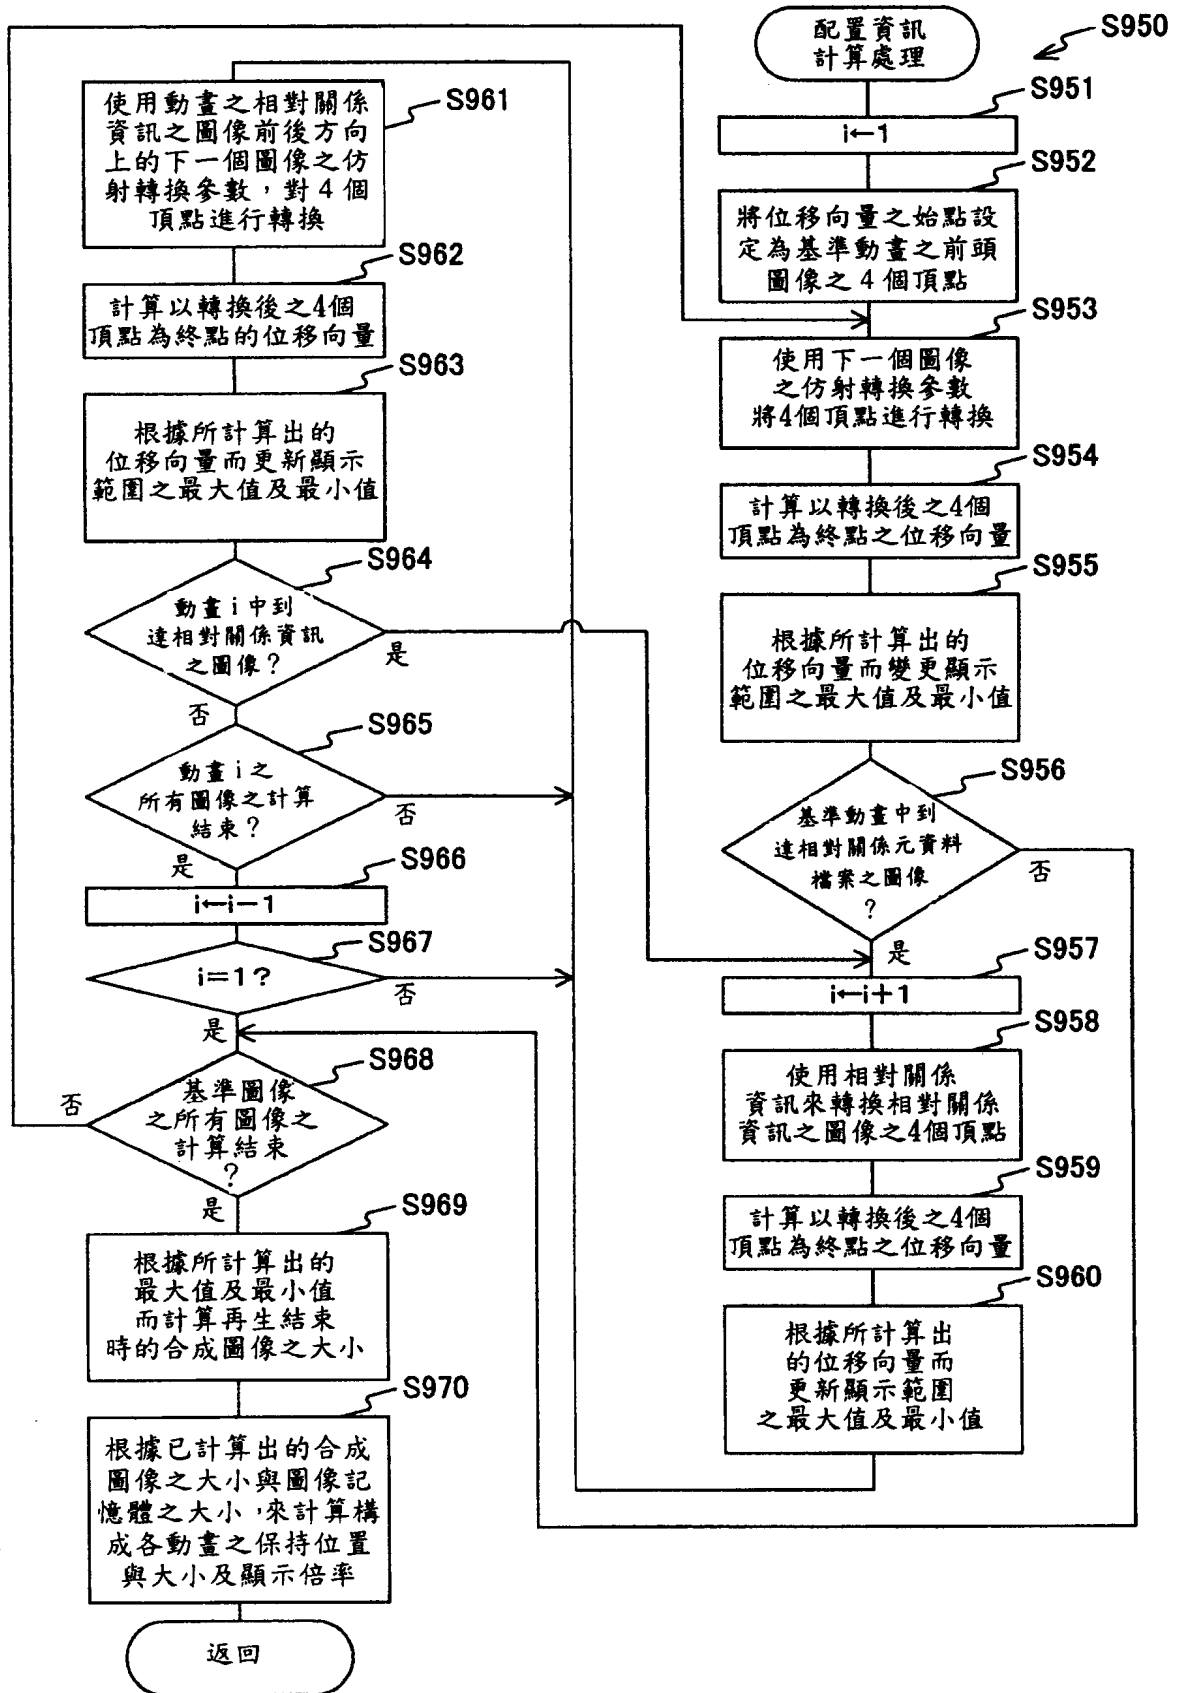 配置資訊
計算處理
S950
S951
i←1
S952
將位移向量之始點設
定為基準動畫之前頭
圖像之4個頂點
S953
使用下一個圖像
之仿射轉換參數
將4個頂點進行轉換
S954
計算以轉換後之4個
頂點為終點之位移向量
S955
根據所計算出的
位移向量而變更顯示
範圍之最大值及最小值
S956
基準動畫中到
達相對關係元資料
檔案之圖像
?
否
是
S957
i←i+1
S958
使用相對關係
資訊來轉換相對關係
資訊之圖像之4個頂點
S959
計算以轉換後之4個
頂點為終點之位移向量
S960
根據所計算出
的位移向量而
更新顯示範圍
之最大值及最小值
S961
使用動畫之相對關係
資訊之圖像前後方向
上的下一個圖像之仿
射轉換參數,對4個
頂點進行轉換
S962
計算以轉換後之4個
頂點為終點的位移向量
S963
根據所計算出的
位移向量而更新顯示
範圍之最大值及最小值
S964
動畫i中到
達相對關係資訊
之圖像?
是
否
S965
動畫i之
所有圖像之計算
結束?
否
是
S966
i←i−1
S967
i=1?
否
是
S968
基準圖像
之所有圖像之
計算結束
?
否
是
S969
根據所計算出的
最大值及最小值
而計算再生結束
時的合成圖像之大小
S970
根據已計算出的合成
圖像之大小與圖像記
憶體之大小,來計算構
成各動畫之保持位置
與大小及顯示倍率
返回